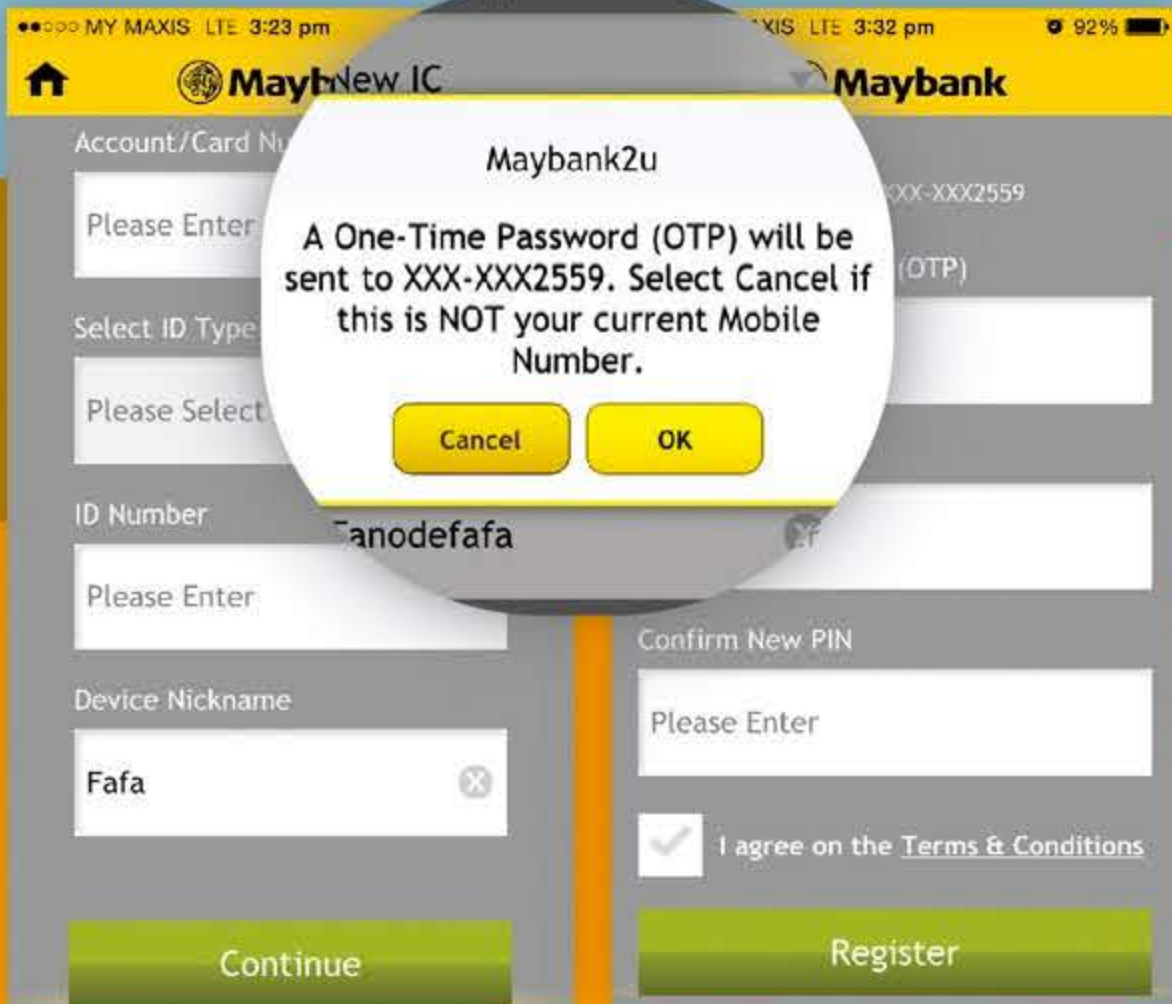 MY MAXIS LTE 3:23 pm
Maybank
Account/Card Nu
Please Enter
Select ID Type
Please Select
ID Number
Please Enter
Device Nickname
Fafa
Continue
New IC
Maybank2u
A One-Time Password (OTP) will be
sent to XXX-XXX2559. Select Cancel if
this is NOT your current Mobile
Number.
Cancel
OK
Fanodefafa
XIS LTE 3:32 pm 92%
Maybank
XXX-XXX2559
(OTP)
Confirm New PIN
Please Enter
I agree on the Terms & Conditions
Register